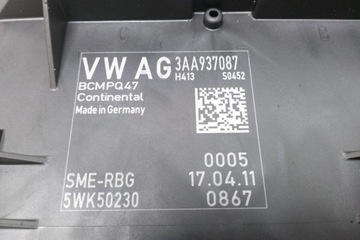 VW AG 3AA937087
H413 S0452
BCMPQ47
Continental
Made in Germany
0005
SME-RBG 17.04.11
5WK50230 0867